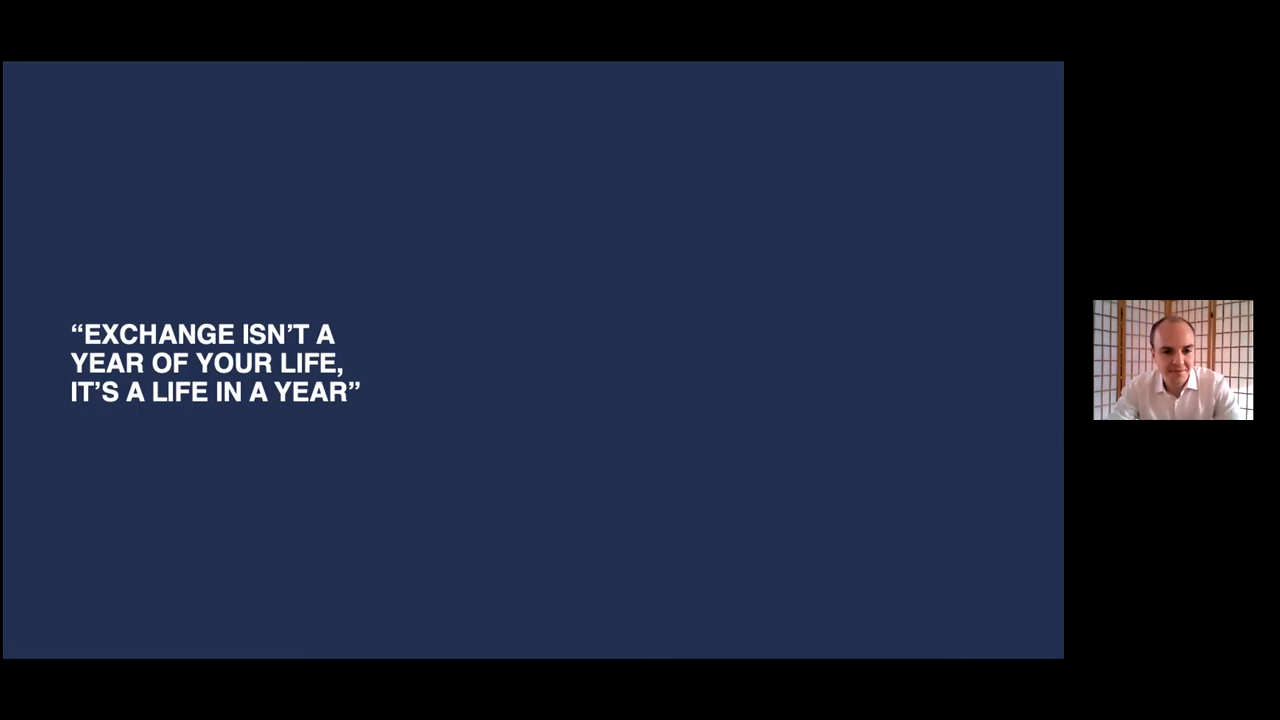 “EXCHANGE ISN’T A
YEAR OF YOUR LIFE,
IT’S A LIFE IN A YEAR”